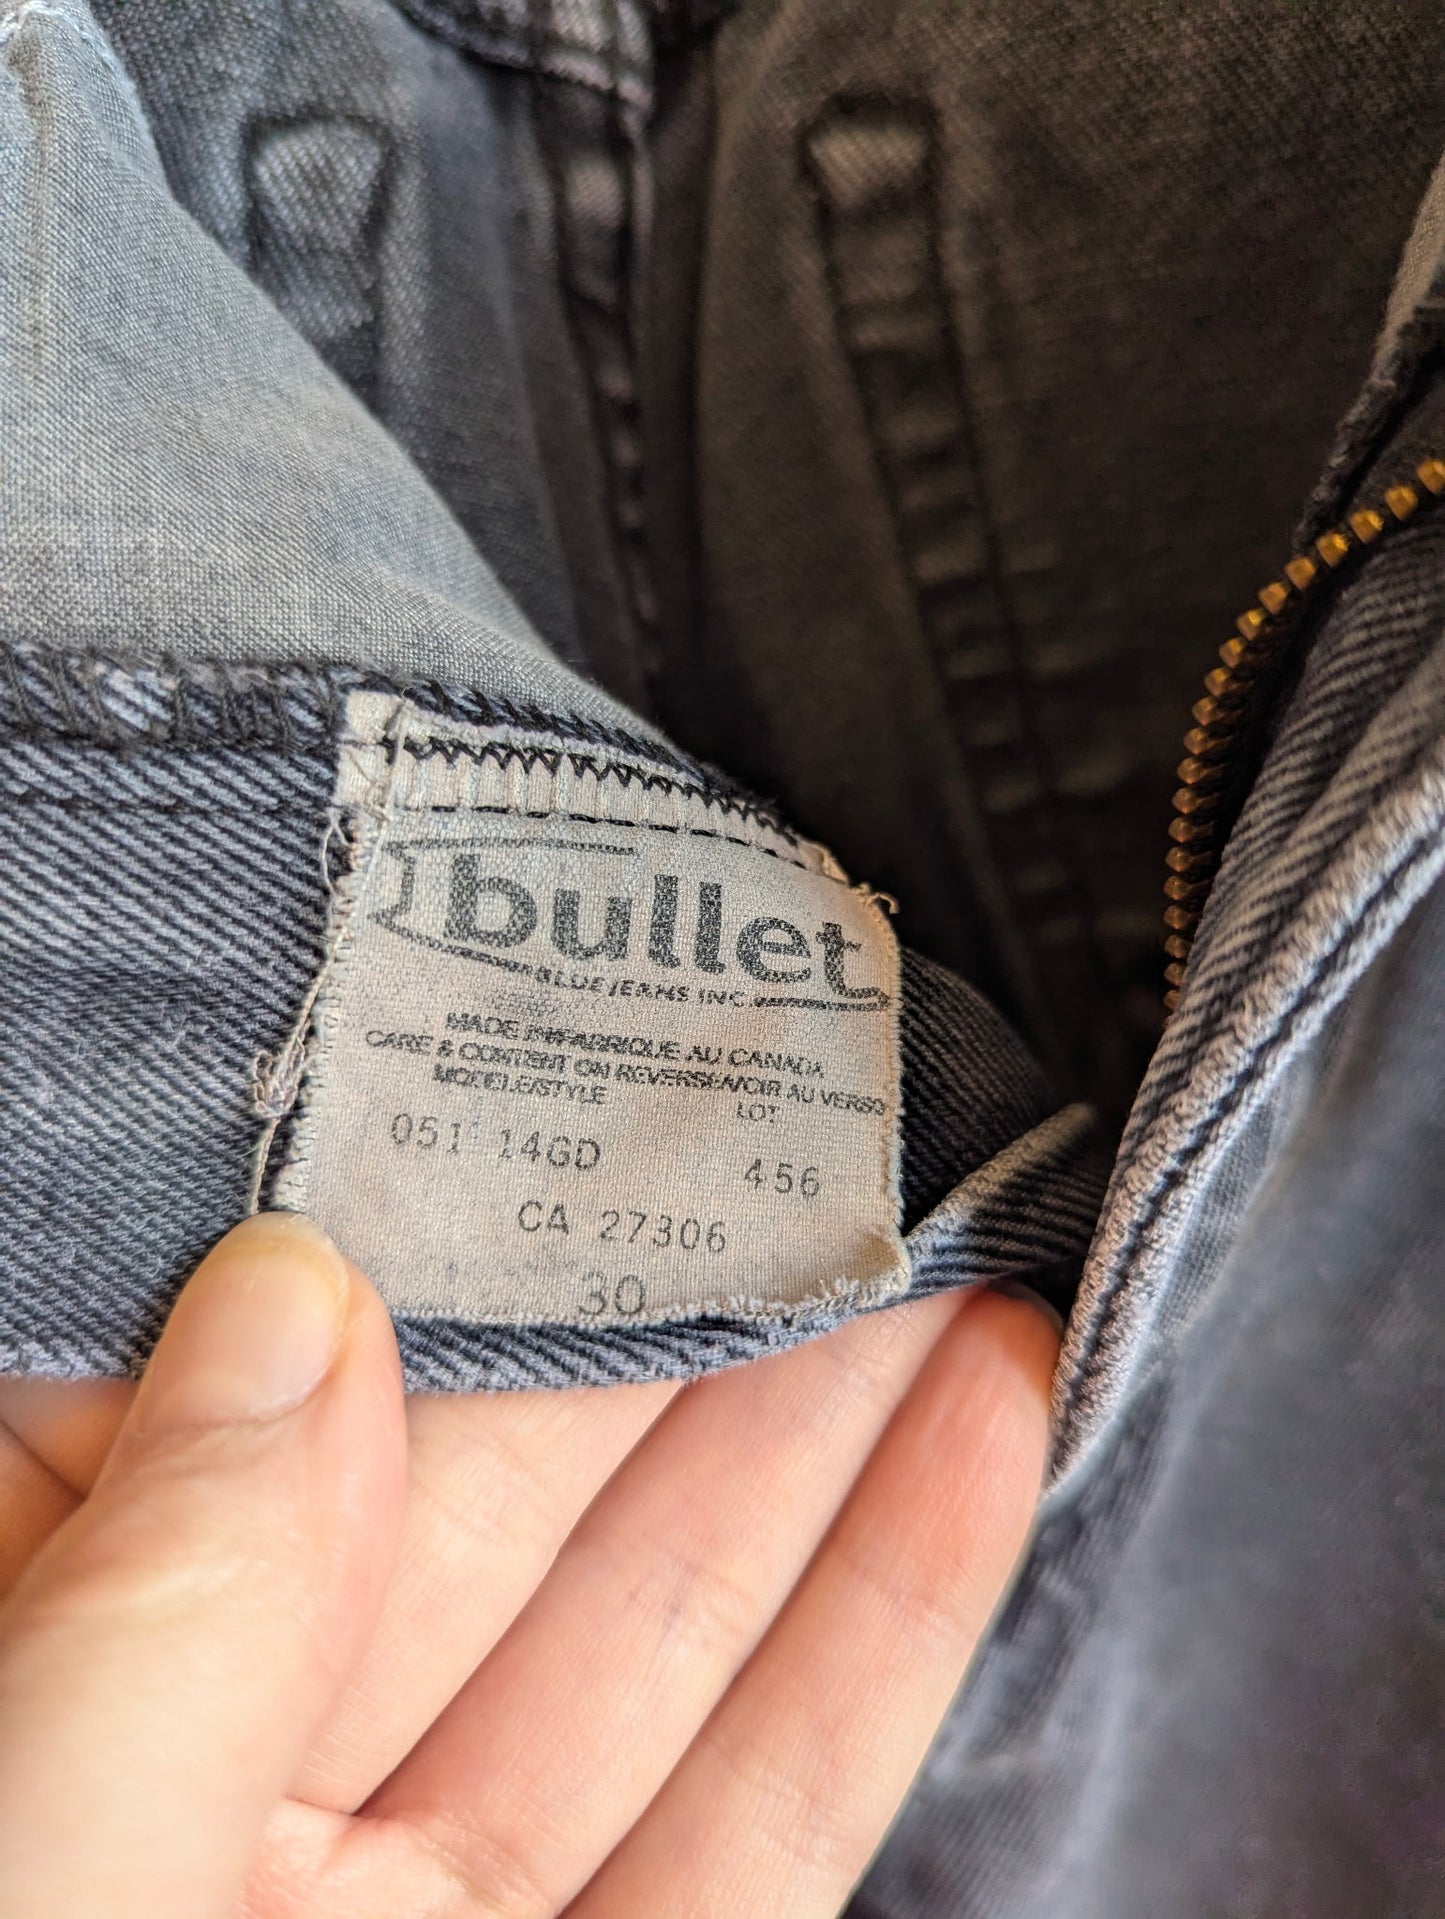 bullet
BLUE JEANS INC.
MADE IN/FABRIQUE AU CANADA
CARE & CONTENT ON REVERSE/VOIR AU VERSO
MODELE/STYLE LOT
051 14GD 456
CA 27306
30